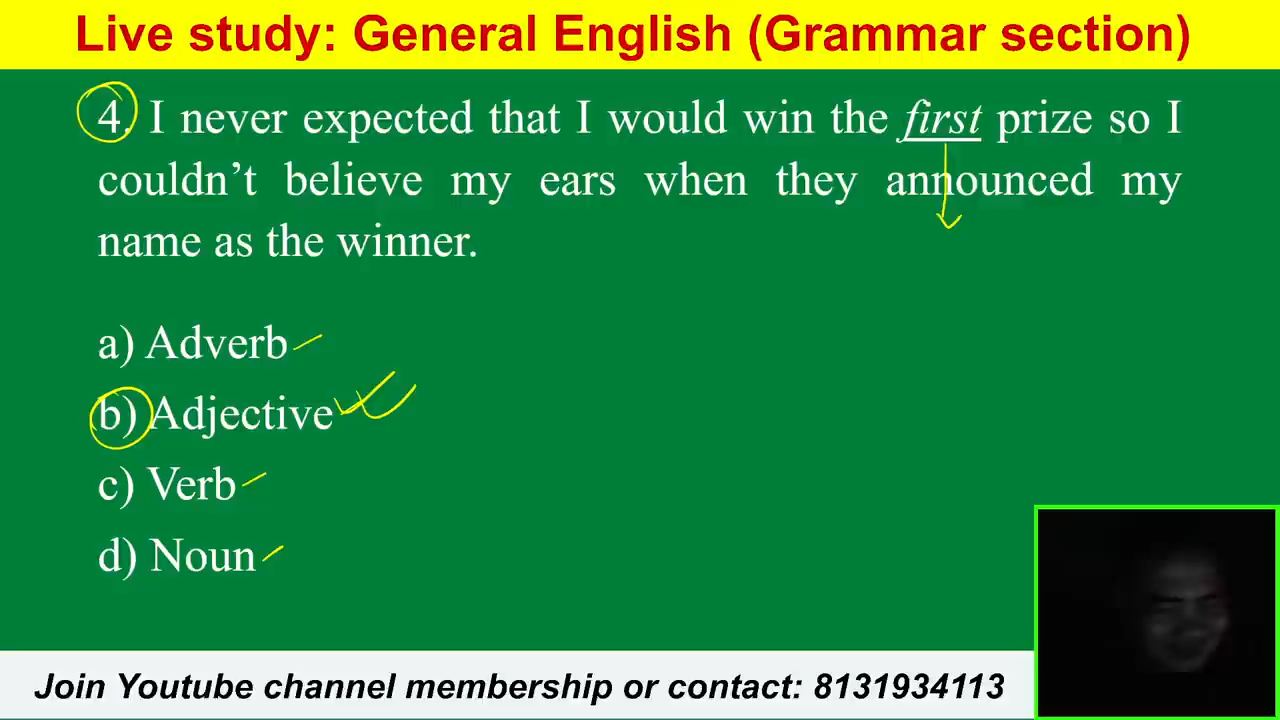 Live study: General English (Grammar section)
4. I never expected that I would win the first prize so I
couldn’t believe my ears when they announced my
name as the winner.
a) Adverb
b) Adjective
c) Verb
d) Noun
Join Youtube channel membership or contact: 8131934113